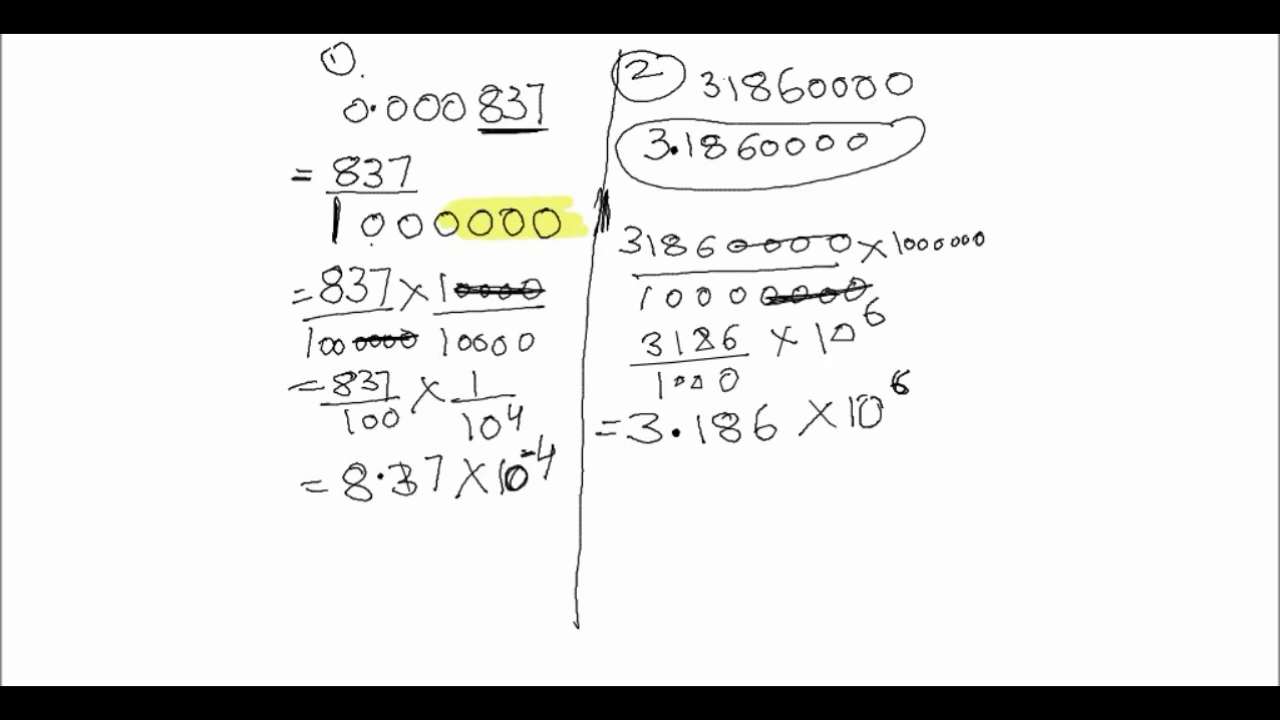 ①.
0.000837
= 837
1000000
= 837 × 10000
1000000 10000
= 837 × 1
100 10⁴
= 8.37 × 10⁻⁴
② 31860000
3.1860000
31860000 × 1000000
10000000
3186 × 10⁶
1000
= 3.186 × 10⁶